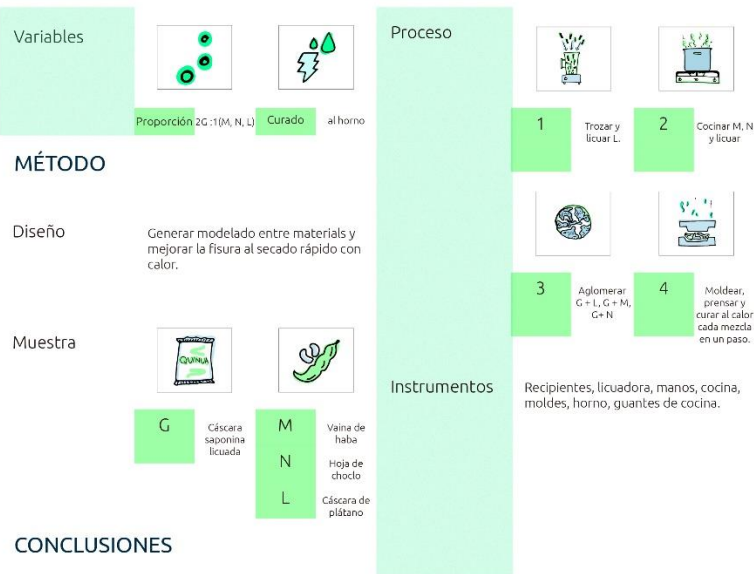 Variables
Proporción 2G :1(M, N, L)
Curado al horno
MÉTODO
Diseño
Generar modelado entre materials y
mejorar la fisura al secado rápido con
calor.
Muestra
QUINUA
G
Cáscara
saponina
licuada
M
Vaina de
haba
N
Hoja de
choclo
L
Cáscara de
plátano
CONCLUSIONES
Proceso
1
Trozar y
licuar L.
2
Cocinar M, N
y licuar
3
Aglomerar
G + L, G + M,
G+ N
4
Moldear,
prensar y
curar al calor
cada mezcla
en un paso.
Instrumentos
Recipientes, licuadora, manos, cocina,
moldes, horno, guantes de cocina.